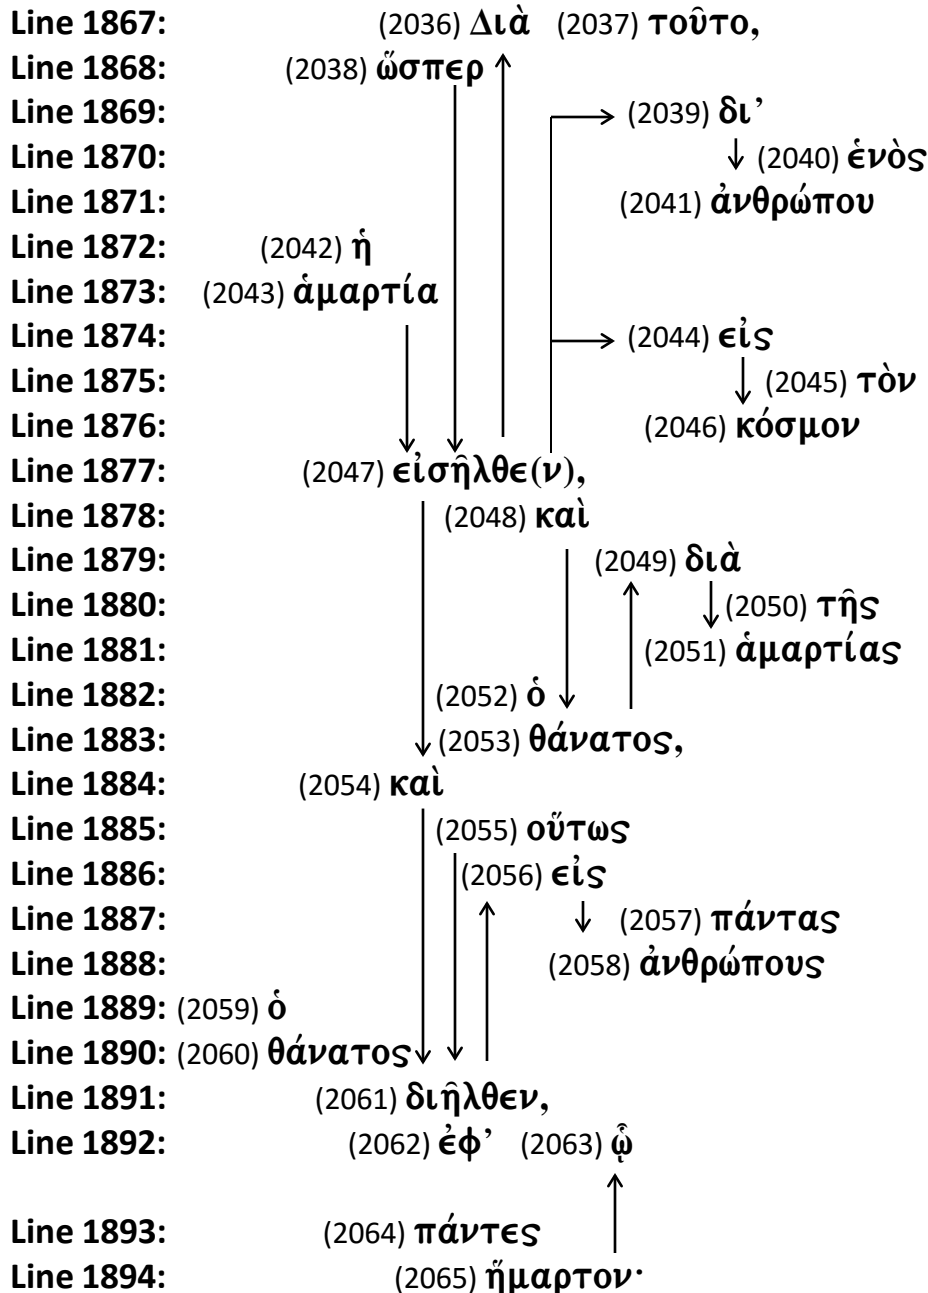 Line 1867: (2036) Διὰ (2037) τοῦτο,
Line 1868: (2038) ὥσπερ
Line 1869: (2039) δι’
Line 1870: (2040) ἑνὸς
Line 1871: (2041) ἀνθρώπου
Line 1872: (2042) ἡ
Line 1873: (2043) ἁμαρτία
Line 1874: (2044) εἰς
Line 1875: (2045) τὸν
Line 1876: (2046) κόσμον
Line 1877: (2047) εἰσῆλθε(ν),
Line 1878: (2048) καὶ
Line 1879: (2049) διὰ
Line 1880: (2050) τῆς
Line 1881: (2051) ἁμαρτίας
Line 1882: (2052) ὁ
Line 1883: (2053) θάνατος,
Line 1884: (2054) καὶ
Line 1885: (2055) οὕτως
Line 1886: (2056) εἰς
Line 1887: (2057) πάντας
Line 1888: (2058) ἀνθρώπους
Line 1889: (2059) ὁ
Line 1890: (2060) θάνατος
Line 1891: (2061) διῆλθεν,
Line 1892: (2062) ἐφ’ (2063) ᾧ
Line 1893: (2064) πάντες
Line 1894: (2065) ἥμαρτον·